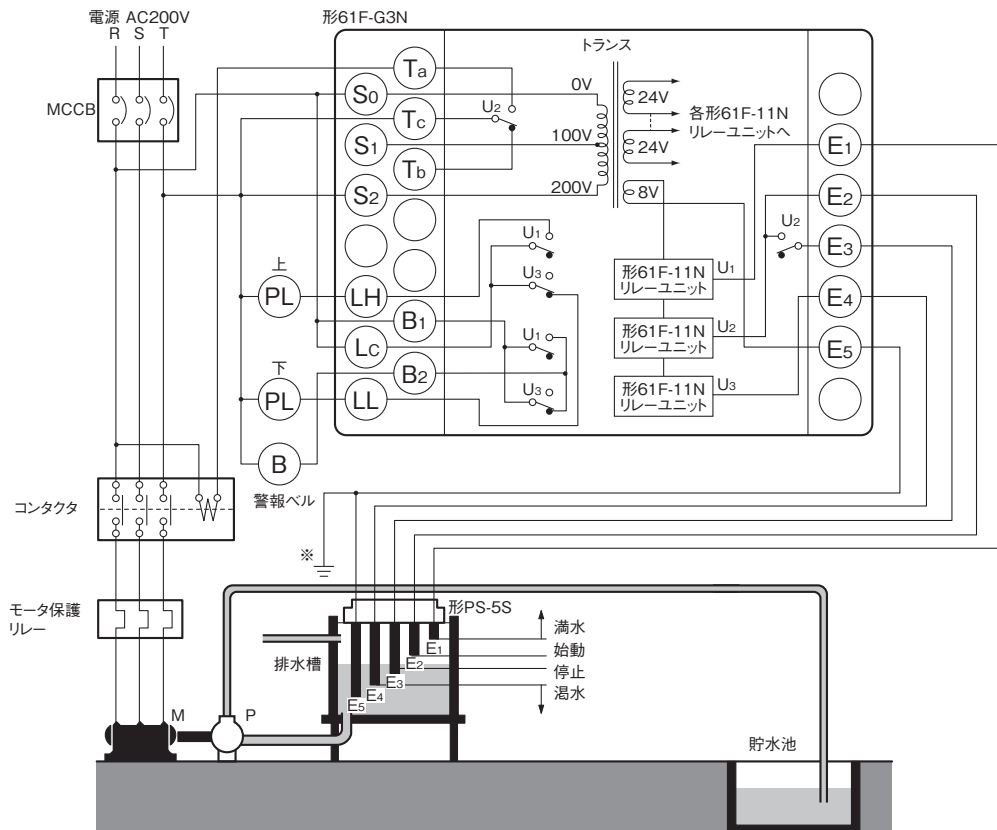 電源 AC200V
R S T
MCCB
形61F-G3N
Ta
S0
Tc
S1
Tb
S2
上
PL
LH
B1
Lc
B2
下
PL
LL
B
警報ベル
U2
U1
U3
U1
U3
トランス
0V
100V
200V
24V
24V
8V
各形61F-11N
リレーユニットへ
形61F-11N
リレーユニット
U1
形61F-11N
リレーユニット
U2
形61F-11N
リレーユニット
U3
U2
E1
E2
E3
E4
E5
コンタクタ
※
モータ保護
リレー
形PS-5S
排水槽
E1
E2
E3
E4
E5
満水
始動
停止
渇水
M
P
貯水池